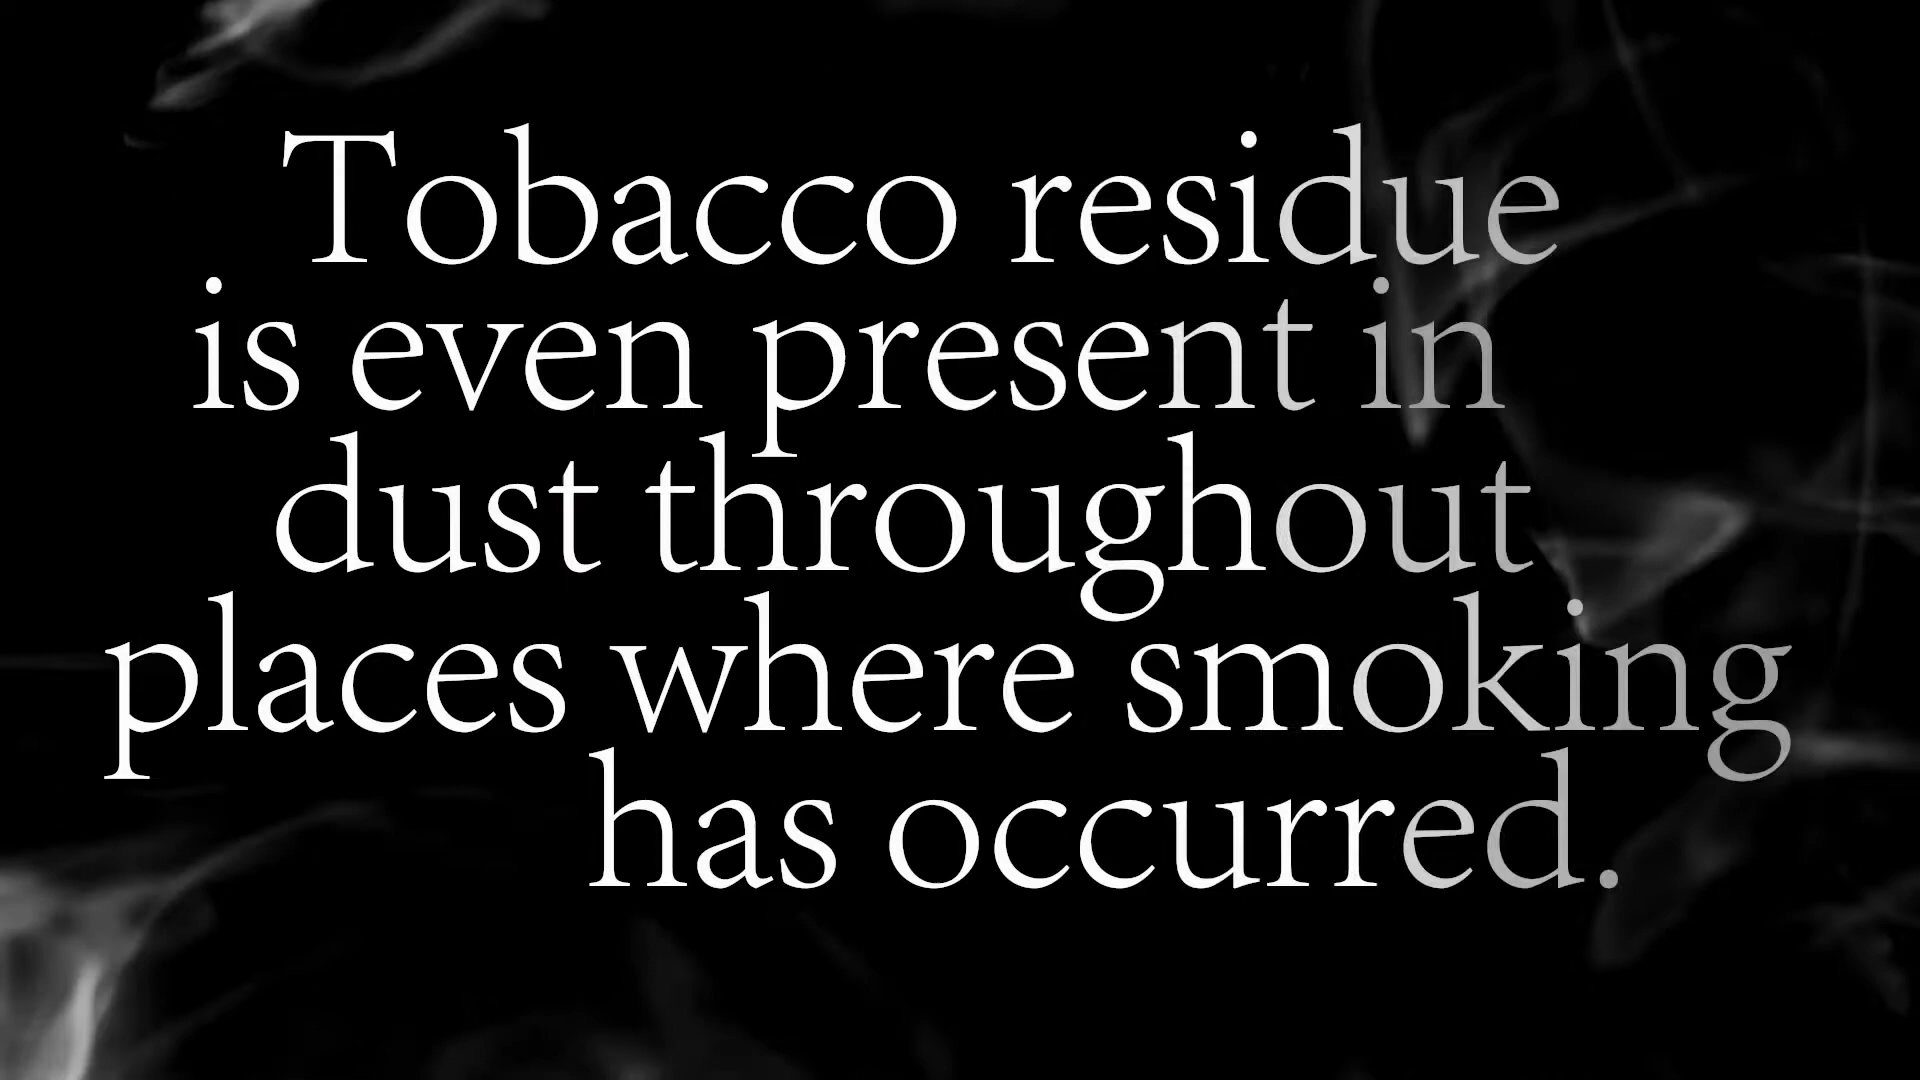 Tobacco residue
is even present in
dust throughout
places where smoking
has occurred.